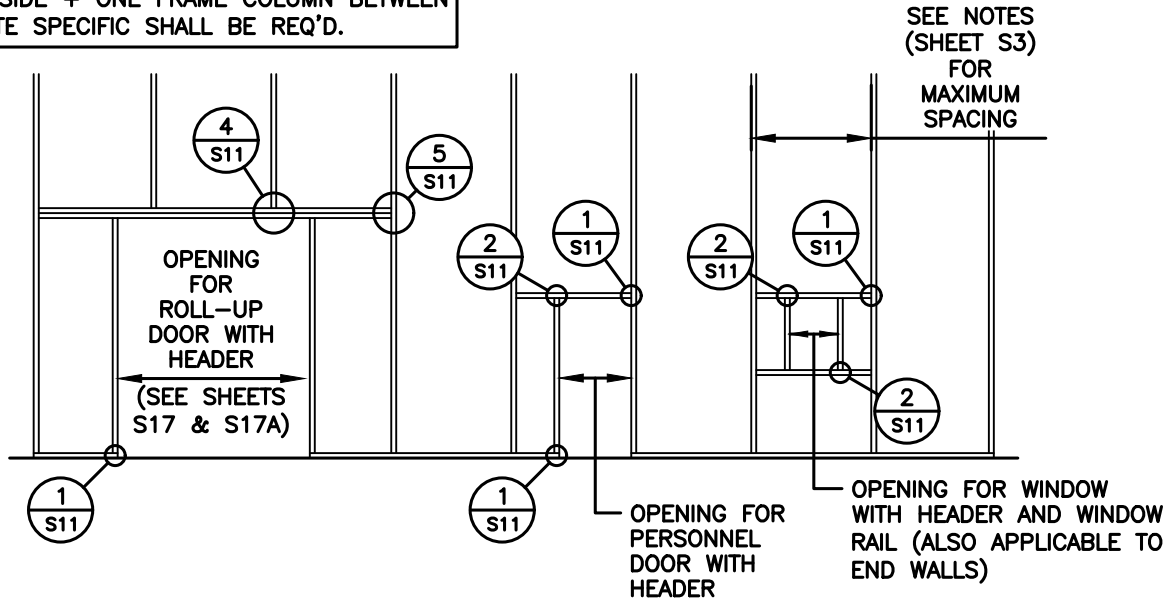 SIDE + ONE FRAME COLUMN BETWEEN
SPECIFIC SHALL BE REQ'D.
SEE NOTES
(SHEET S3)
FOR
MAXIMUM
SPACING
4
S11
5
S11
2
S11
1
S11
2
S11
1
S11
OPENING
FOR
ROLL-UP
DOOR WITH
HEADER
(SEE SHEETS
S17 & S17A)
2
S11
1
S11
1
S11
OPENING FOR
PERSONNEL
DOOR WITH
HEADER
OPENING FOR WINDOW
WITH HEADER AND WINDOW
RAIL (ALSO APPLICABLE TO
END WALLS)